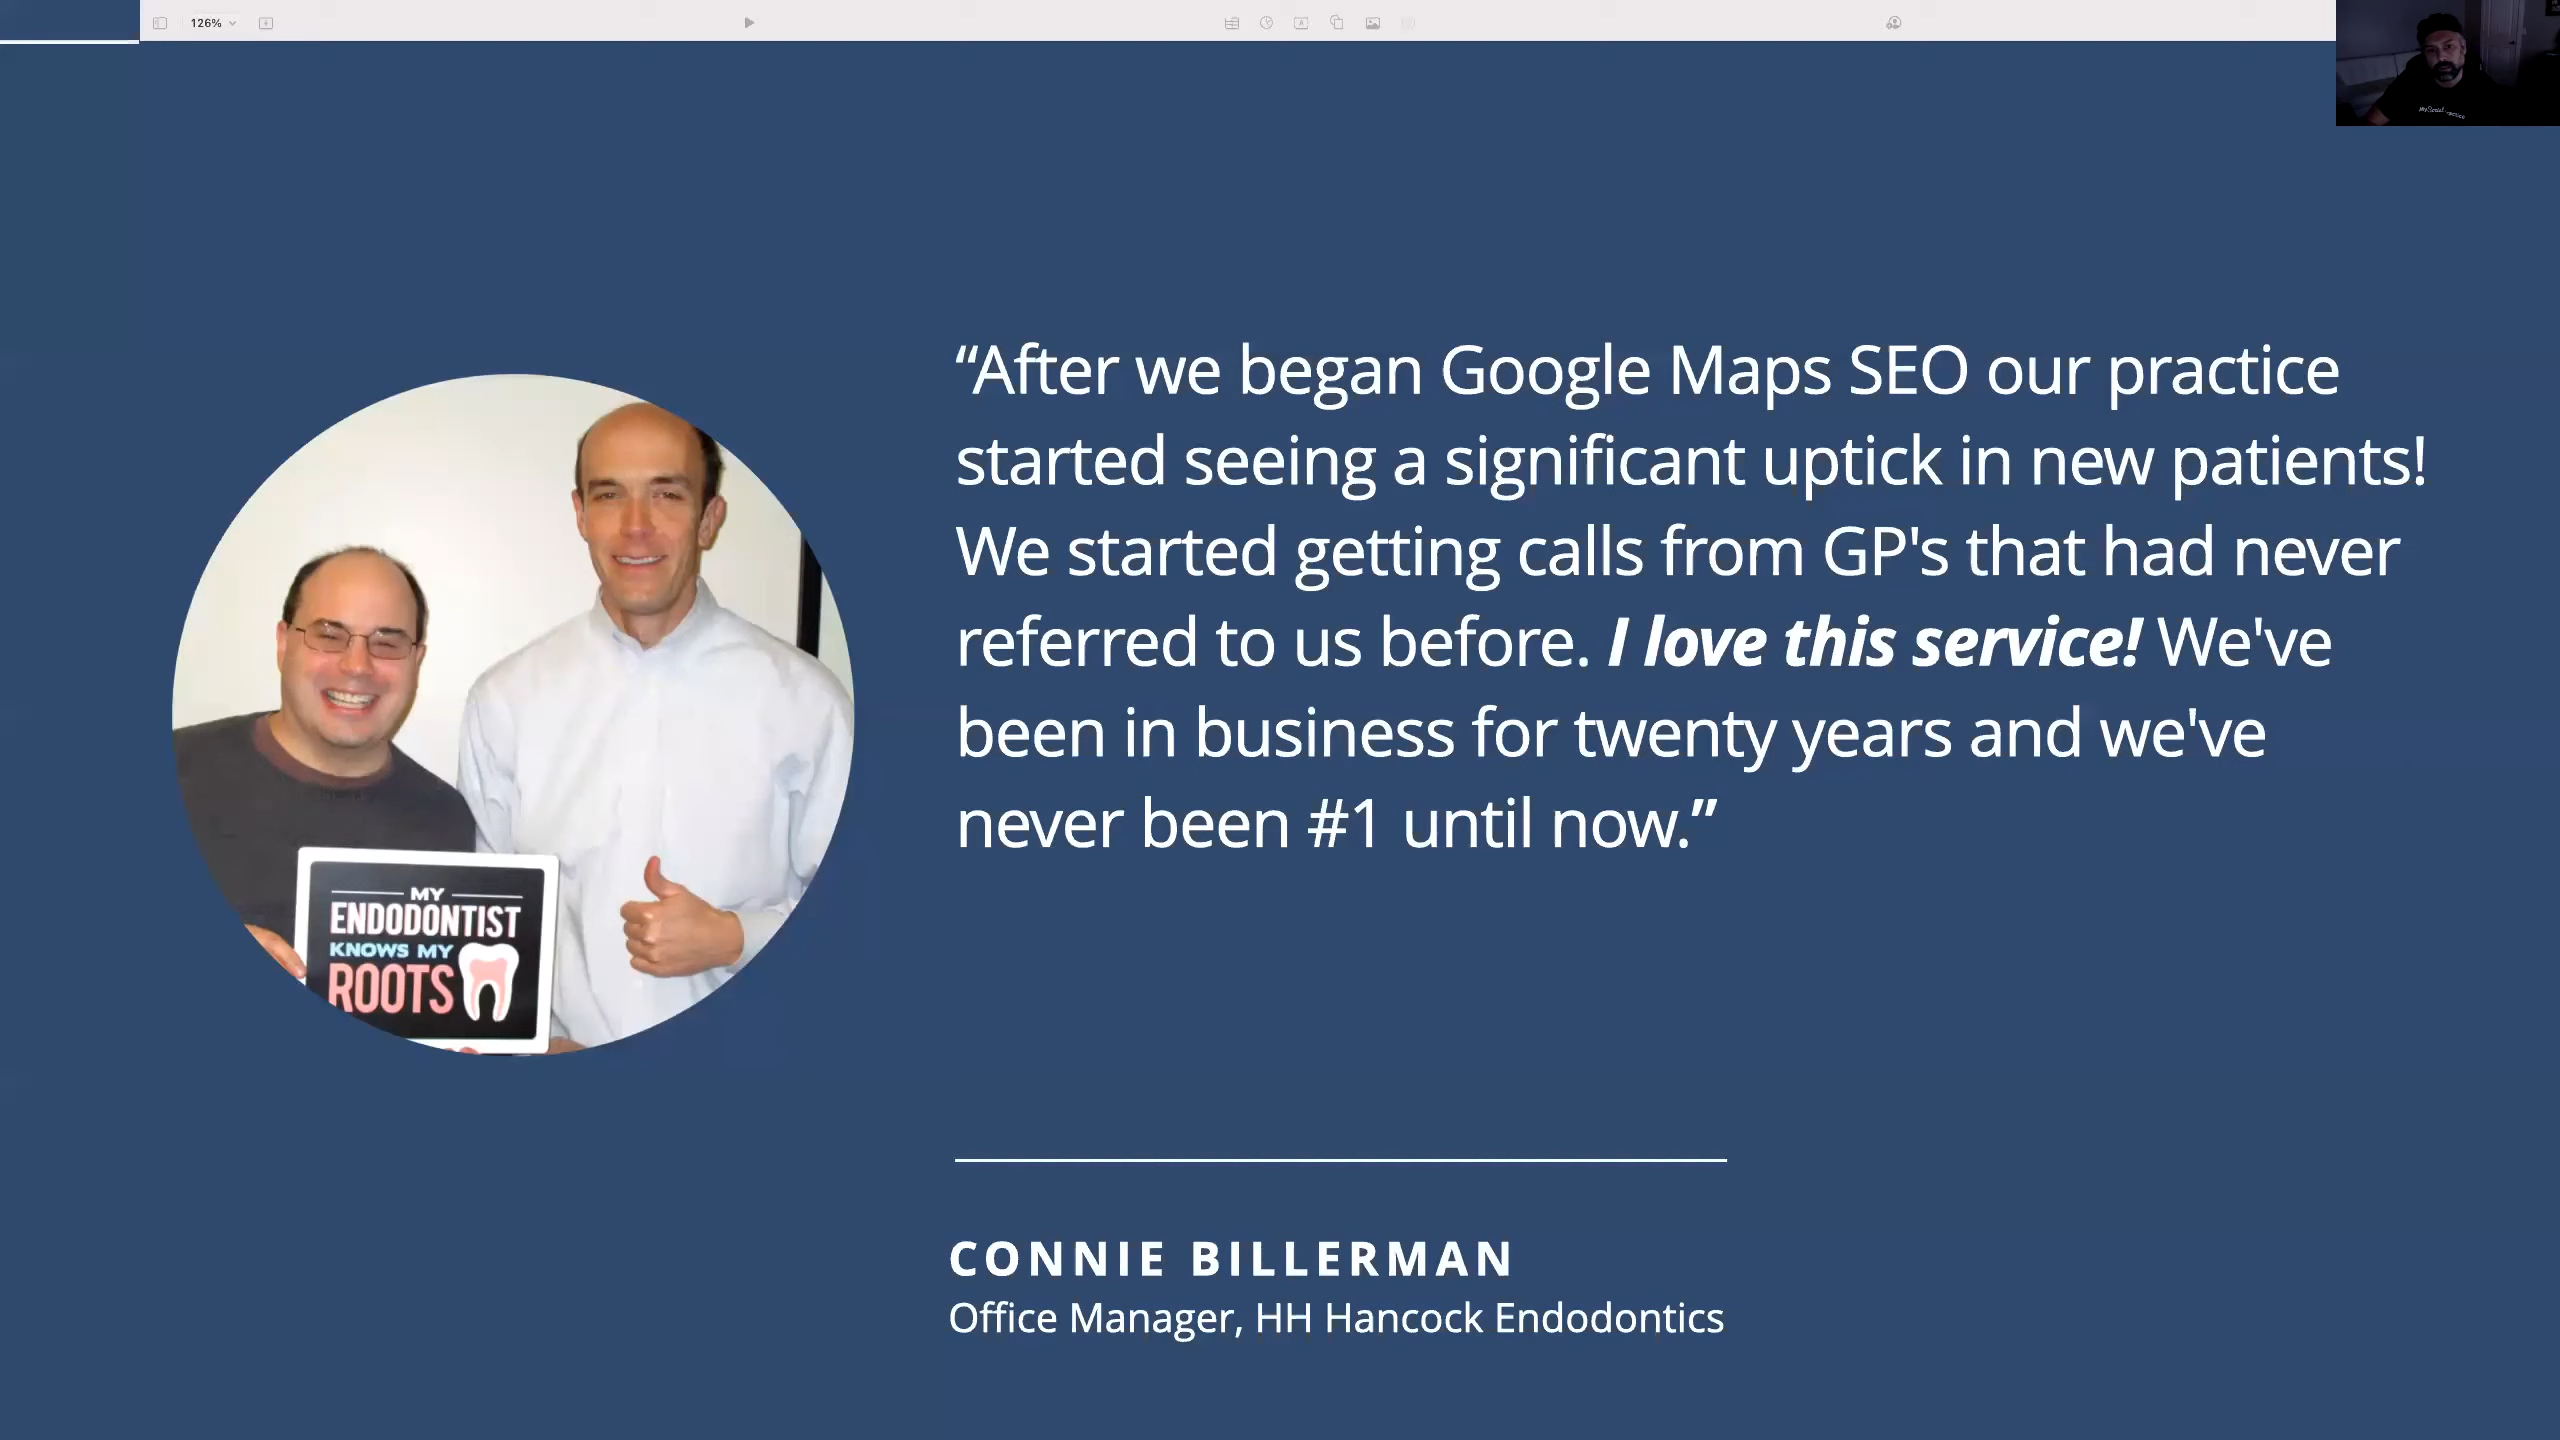 126%
“After we began Google Maps SEO our practice
started seeing a significant uptick in new patients!
We started getting calls from GP's that had never
referred to us before. I love this service! We've
been in business for twenty years and we've
never been #1 until now.”
MY
ENDODONTIST
KNOWS MY
ROOTS
CONNIE BILLERMAN
Office Manager, HH Hancock Endodontics